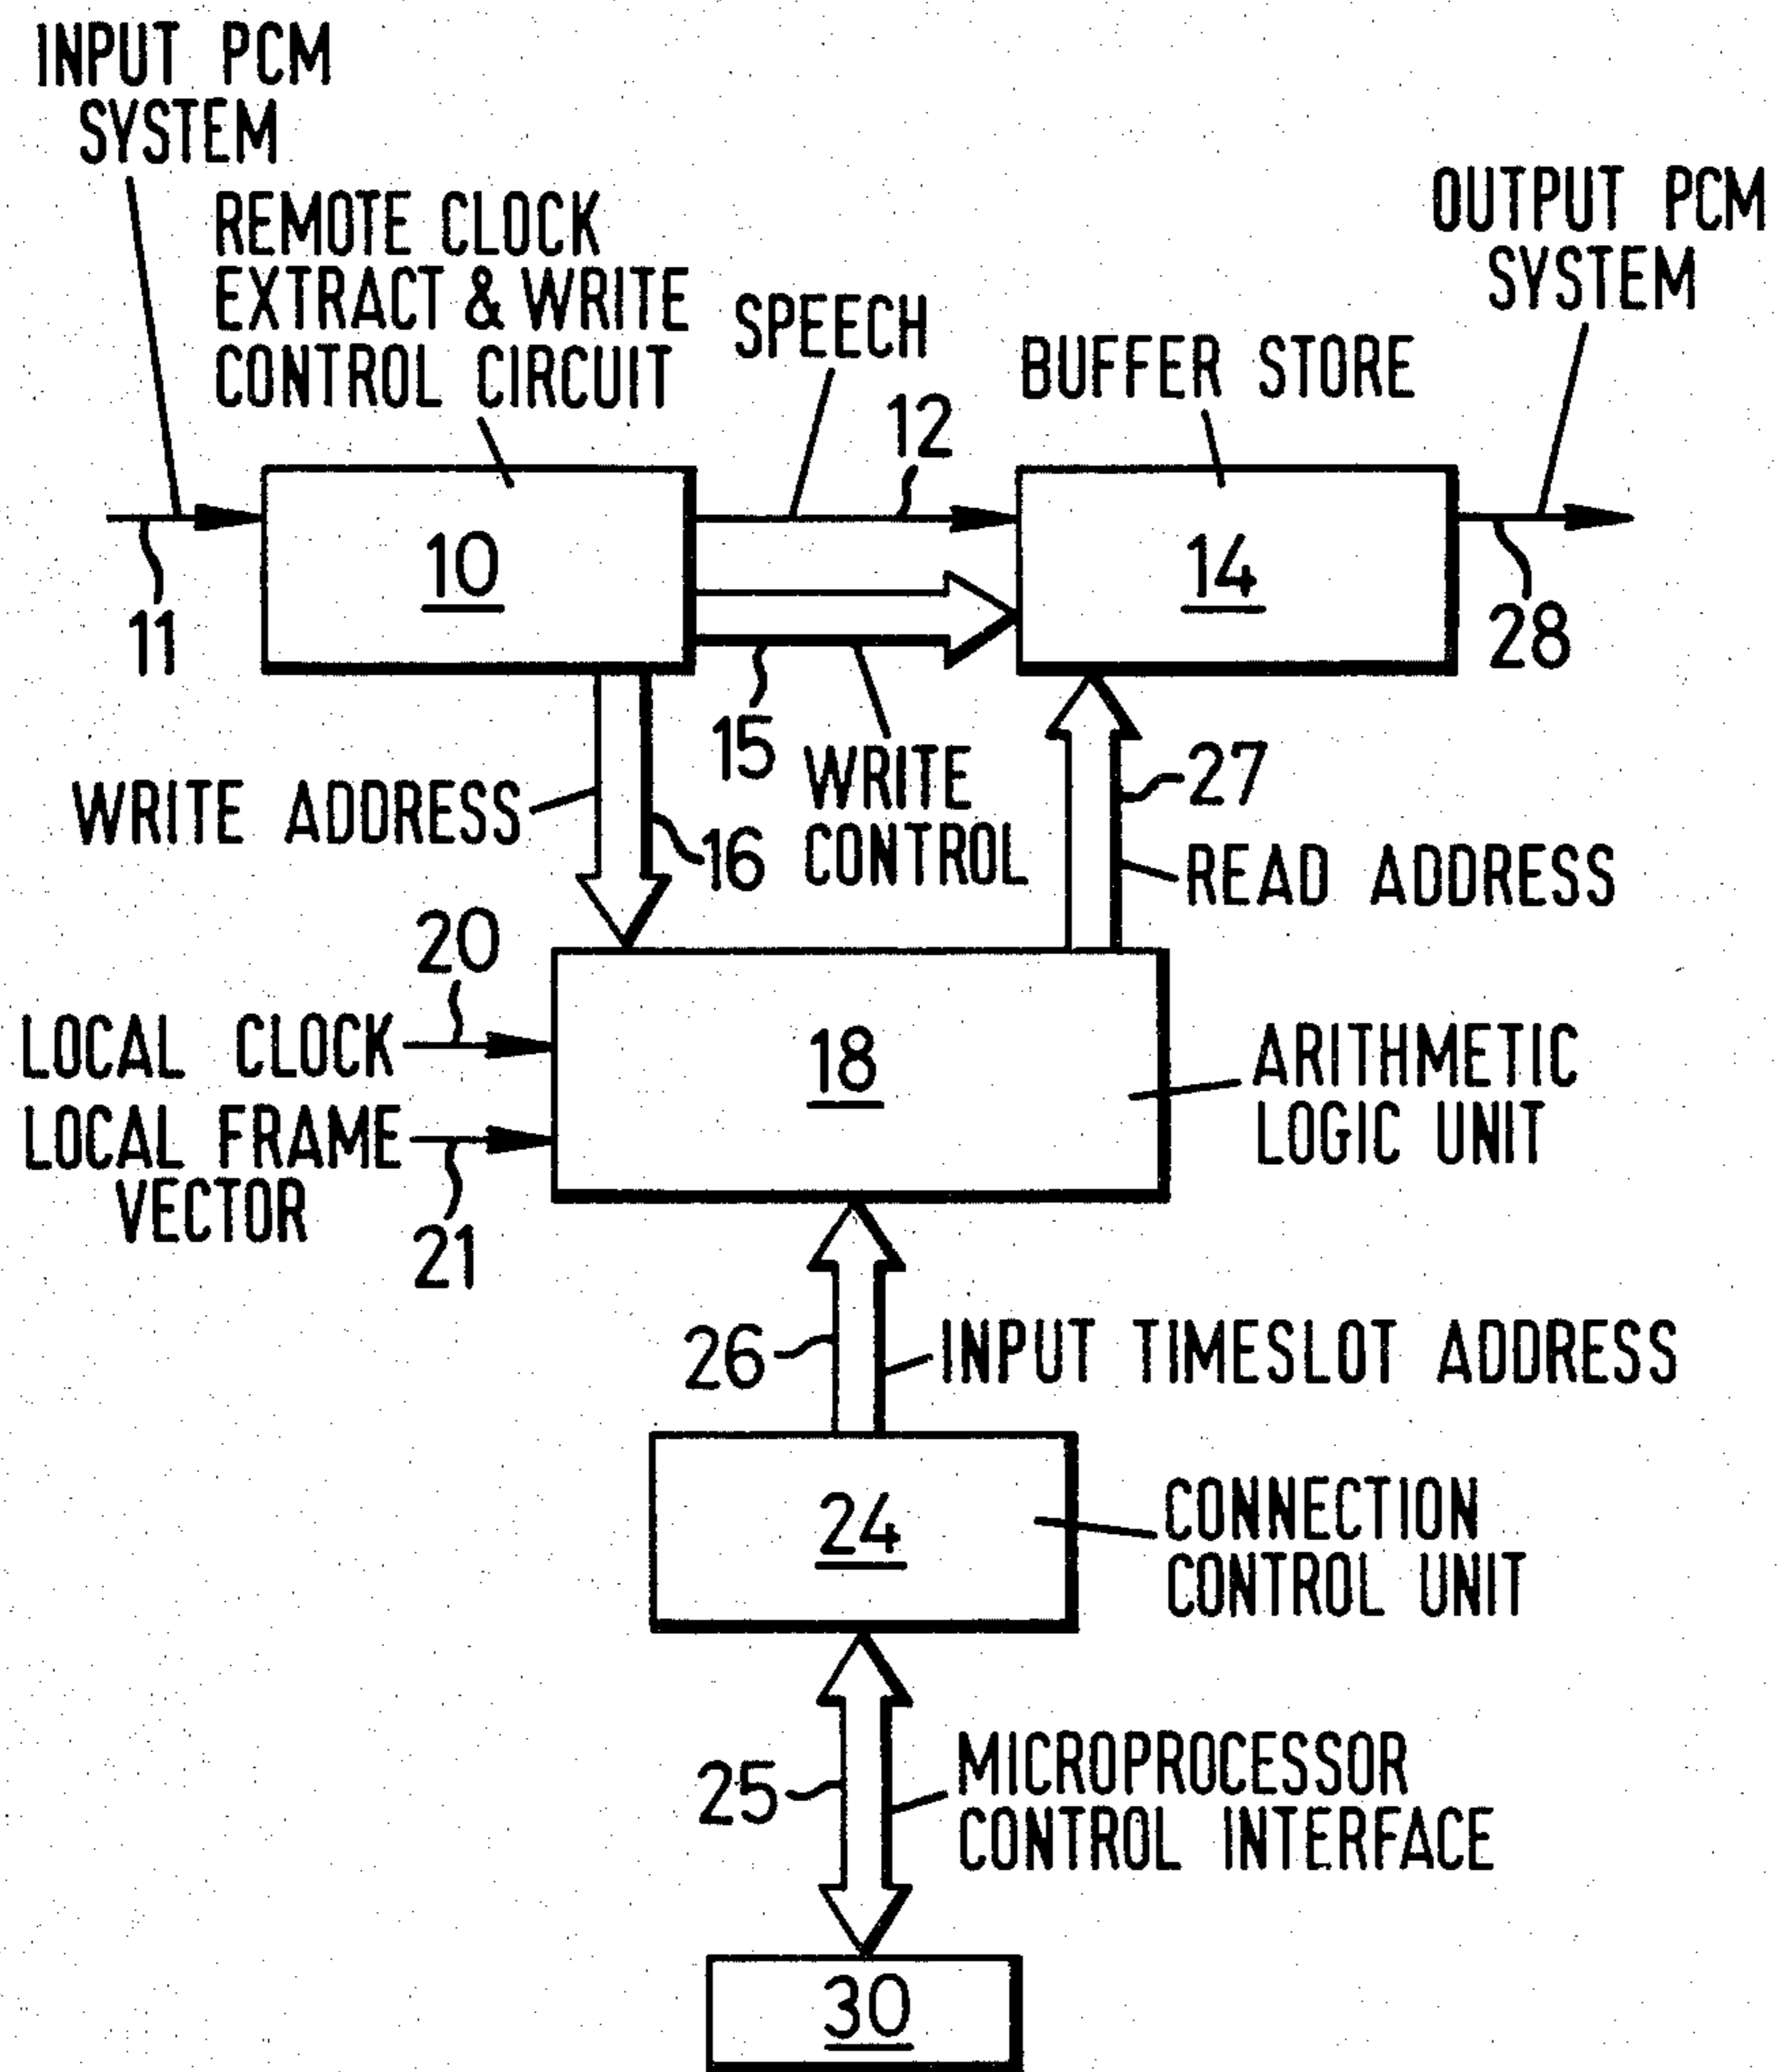 INPUT PCM
SYSTEM
REMOTE CLOCK
EXTRACT & WRITE
CONTROL CIRCUIT
SPEECH
12
BUFFER STORE
OUTPUT PCM
SYSTEM
10
14
11
28
15
WRITE
CONTROL
WRITE ADDRESS
16
27
READ ADDRESS
20
LOCAL CLOCK
LOCAL FRAME
VECTOR
21
18
ARITHMETIC
LOGIC UNIT
26
INPUT TIMESLOT ADDRESS
24
CONNECTION
CONTROL UNIT
25
MICROPROCESSOR
CONTROL INTERFACE
30